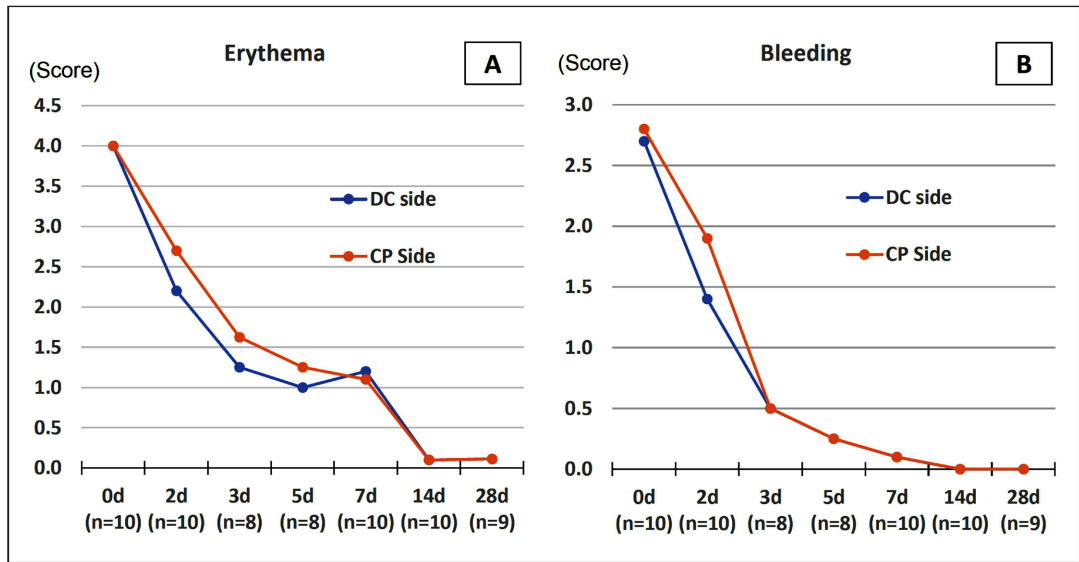 Erythema
A
(Score)
4.5
4.0
3.5
3.0
2.5
2.0
1.5
1.0
0.5
0.0
DC side
CP Side
0d 2d 3d 5d 7d 14d 28d
(n=10) (n=10) (n=8) (n=8) (n=10) (n=10) (n=9)
Bleeding
B
(Score)
3.0
2.5
2.0
1.5
1.0
0.5
0.0
DC side
CP Side
0d 2d 3d 5d 7d 14d 28d
(n=10) (n=10) (n=8) (n=8) (n=10) (n=10) (n=9)